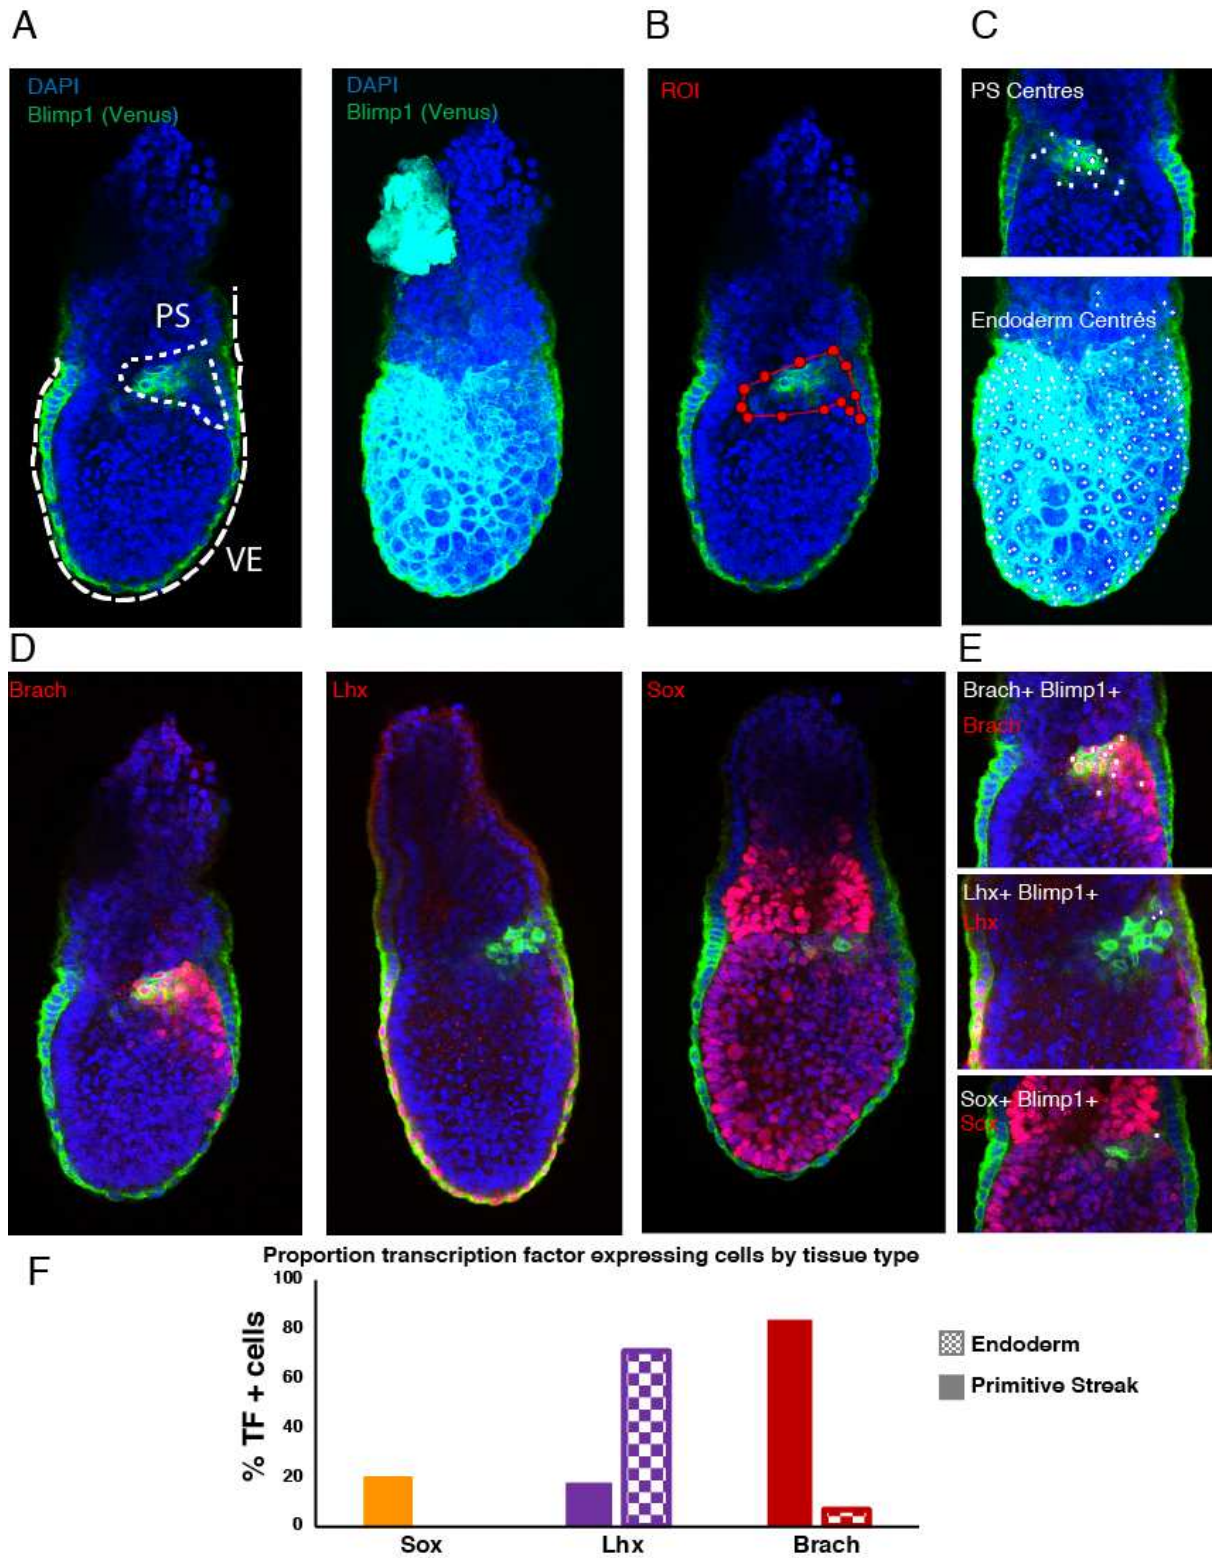 A
B
C
DAPI
Blimp1 (Venus)
DAPI
Blimp1 (Venus)
ROI
PS Centres
PS
VE
Endoderm Centres
D
E
Brach
Lhx
Sox
Brach+ Blimp1+
Brach
Lhx+ Blimp1+
Lhx
Sox+ Blimp1+
Sox
F
Proportion transcription factor expressing cells by tissue type
% TF + cells
100
80
60
40
20
0
Sox
Lhx
Brach
Endoderm
Primitive Streak